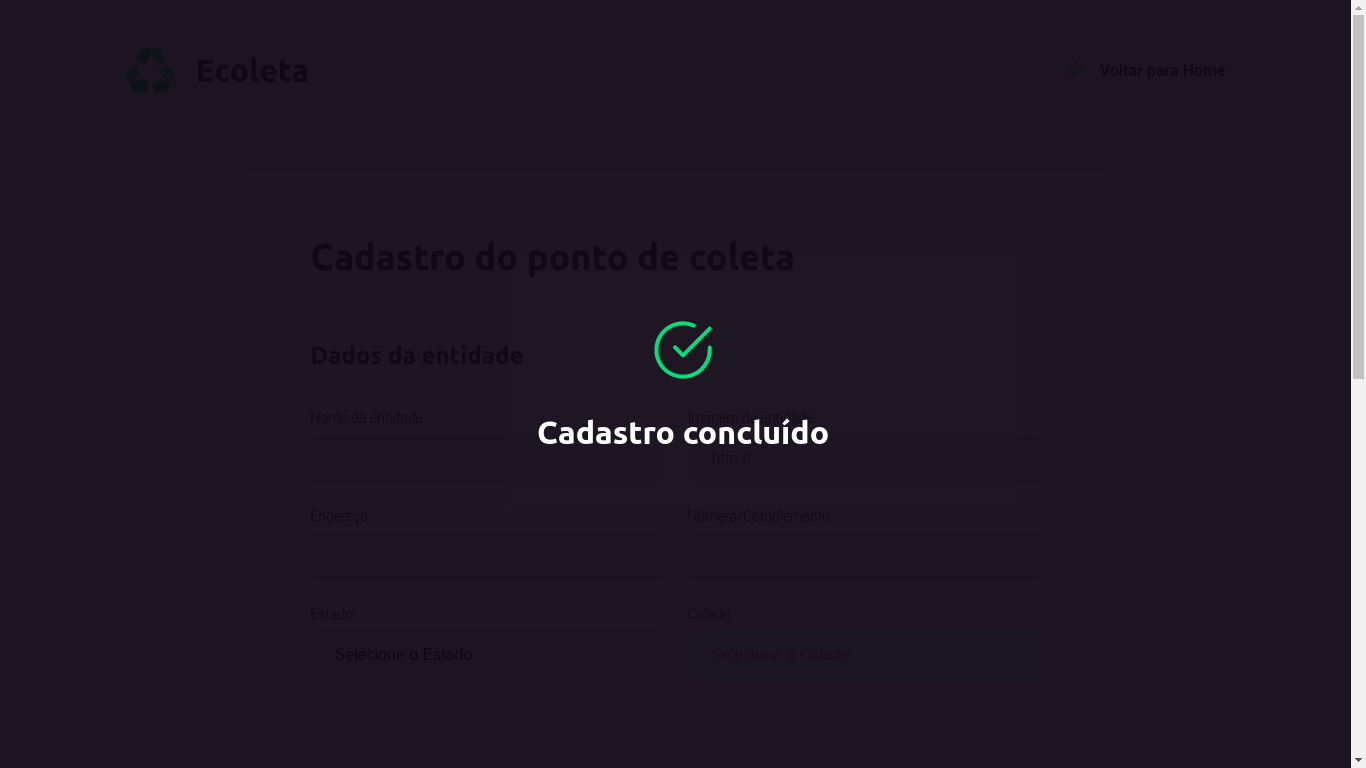 Ecoleta
Voltar para Home
Cadastro do ponto de coleta
Dados da entidade
Cadastro concluído
Nome da entidade
Imagem da entidade
http://
Endereço
Número/Complemento
Estado
Cidade
Selecione o Estado
Selecione a Cidade